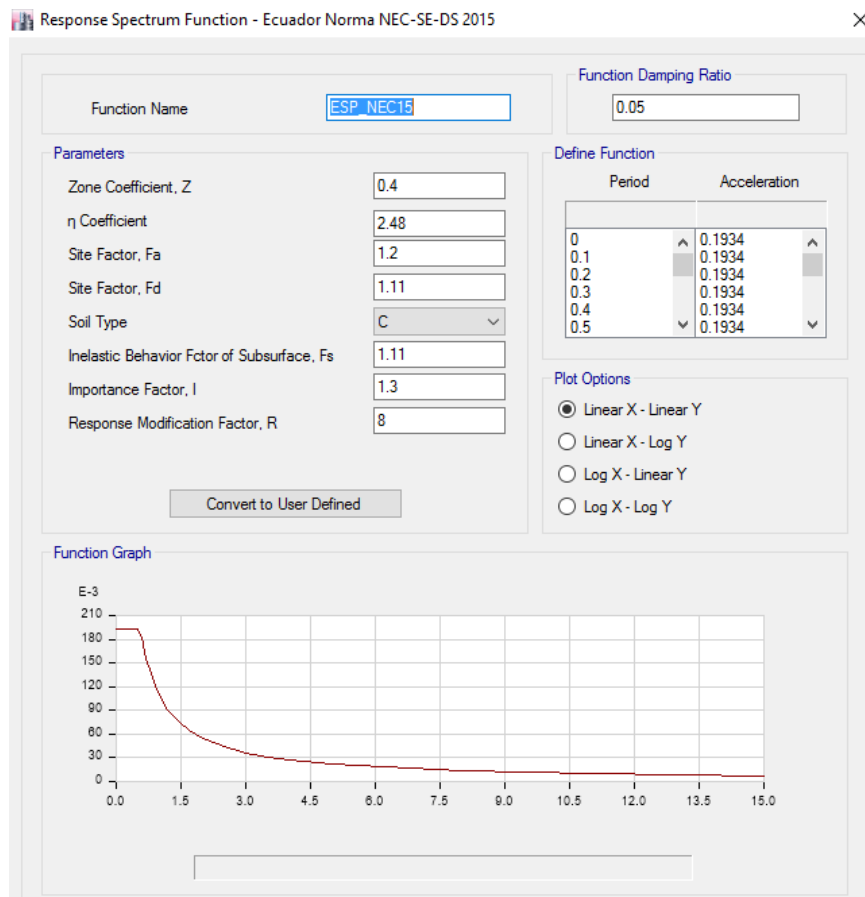 Response Spectrum Function - Ecuador Norma NEC-SE-DS 2015
Function Name
ESP_NEC15
Function Damping Ratio
0.05
Parameters
Zone Coefficient, Z 0.4
η Coefficient 2.48
Site Factor, Fa 1.2
Site Factor, Fd 1.11
Soil Type C
Inelastic Behavior Fctor of Subsurface, Fs 1.11
Importance Factor, I 1.3
Response Modification Factor, R 8
Convert to User Defined
Define Function
Period Acceleration
0 0.1934
0.1 0.1934
0.2 0.1934
0.3 0.1934
0.4 0.1934
0.5 0.1934
Plot Options
Linear X - Linear Y
Linear X - Log Y
Log X - Linear Y
Log X - Log Y
Function Graph
E-3
210
180
150
120
90
60
30
0
0.0 1.5 3.0 4.5 6.0 7.5 9.0 10.5 12.0 13.5 15.0